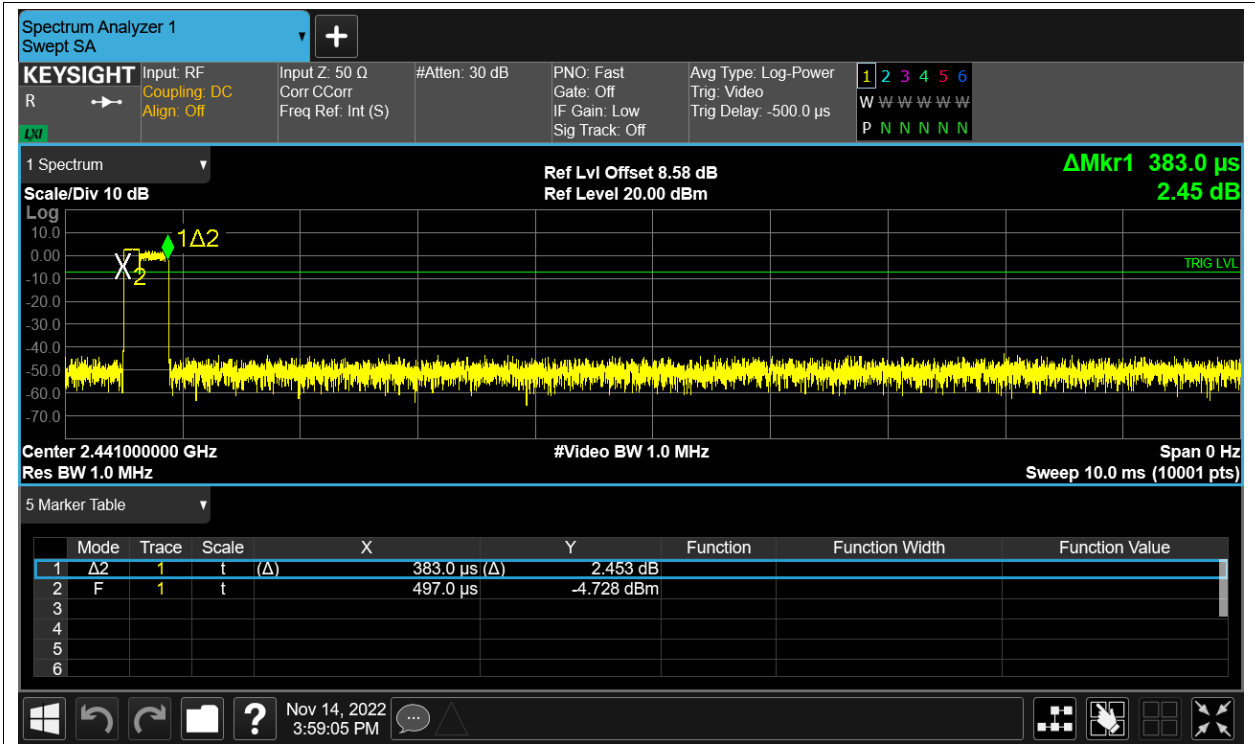 Spectrum Analyzer 1
Swept SA
KEYSIGHT Input: RF Input Z: 50 Ω #Atten: 30 dB PNO: Fast Avg Type: Log-Power 1 2 3 4 5 6
R Coupling: DC Corr CCorr Gate: Off Trig: Video
Align: Off Freq Ref: Int (S) IF Gain: Low Trig Delay: -500.0 µs W W W W W W
LXI Sig Track: Off P N N N N N
1 Spectrum Ref Lvl Offset 8.58 dB ΔMkr1 383.0 µs
Scale/Div 10 dB Ref Level 20.00 dBm 2.45 dB
Log
10.0
1Δ2
0.00
X
TRIG LVL
2
-10.0
-20.0
-30.0
-40.0
-50.0
-60.0
-70.0
Center 2.441000000 GHz #Video BW 1.0 MHz Span 0 Hz
Res BW 1.0 MHz Sweep 10.0 ms (10001 pts)
5 Marker Table
Mode Trace Scale X Y Function Function Width Function Value
1 Δ2 1 t (Δ) 383.0 µs (Δ) 2.453 dB
2 F 1 t 497.0 µs -4.728 dBm
3
4
5
6
? Nov 14, 2022
3:59:05 PM